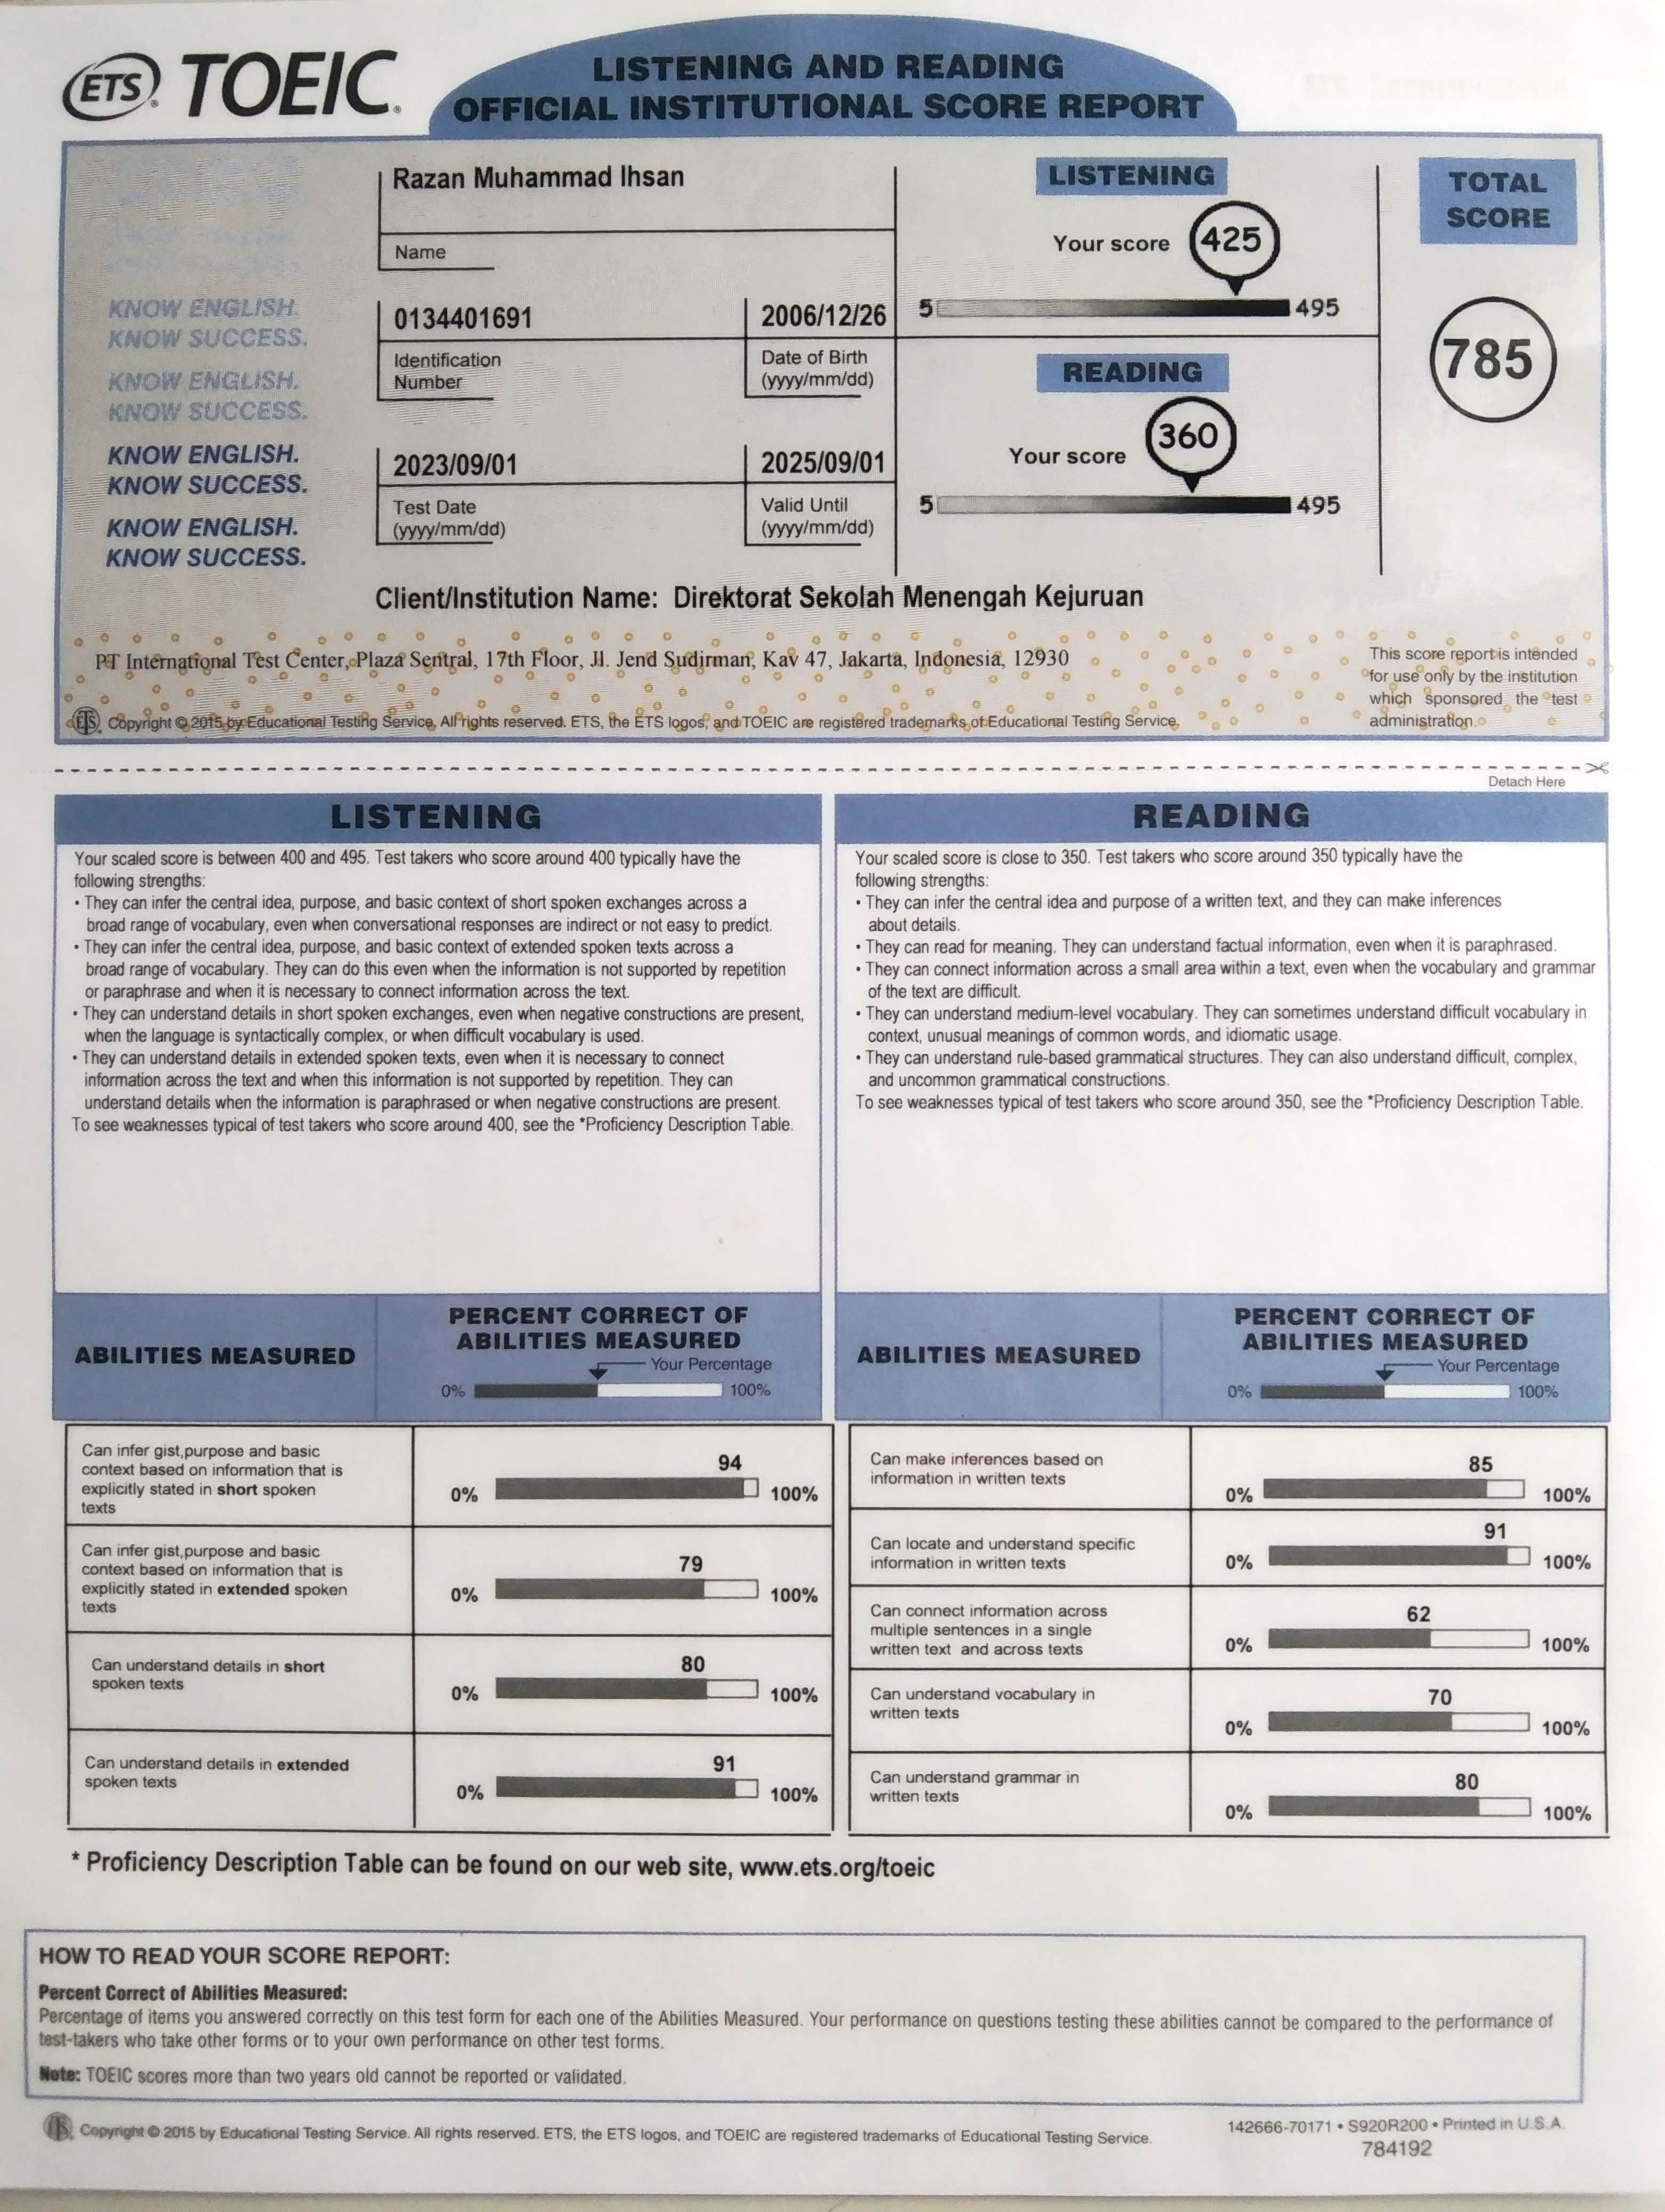 ETS® TOEIC®
LISTENING AND READING
OFFICIAL INSTITUTIONAL SCORE REPORT
KNOW ENGLISH.
KNOW SUCCESS.
KNOW ENGLISH.
KNOW SUCCESS.
KNOW ENGLISH.
KNOW SUCCESS.
KNOW ENGLISH.
KNOW SUCCESS.
Razan Muhammad Ihsan
Name
0134401691
Identification
Number
2006/12/26
Date of Birth
(yyyy/mm/dd)
2023/09/01
Test Date
(yyyy/mm/dd)
2025/09/01
Valid Until
(yyyy/mm/dd)
LISTENING
Your score 425
5 495
READING
Your score 360
5 495
TOTAL
SCORE
785
Client/Institution Name: Direktorat Sekolah Menengah Kejuruan
PT International Test Center, Plaza Sentral, 17th Floor, Jl. Jend Sudirman, Kav 47, Jakarta, Indonesia, 12930
This score report is intended
for use only by the institution
which sponsored the test
administration.
ETS® Copyright © 2015 by Educational Testing Service. All rights reserved. ETS, the ETS logos, and TOEIC are registered trademarks of Educational Testing Service.
Detach Here
LISTENING
Your scaled score is between 400 and 495. Test takers who score around 400 typically have the
following strengths:
• They can infer the central idea, purpose, and basic context of short spoken exchanges across a
broad range of vocabulary, even when conversational responses are indirect or not easy to predict.
• They can infer the central idea, purpose, and basic context of extended spoken texts across a
broad range of vocabulary. They can do this even when the information is not supported by repetition
or paraphrase and when it is necessary to connect information across the text.
• They can understand details in short spoken exchanges, even when negative constructions are present,
when the language is syntactically complex, or when difficult vocabulary is used.
• They can understand details in extended spoken texts, even when it is necessary to connect
information across the text and when this information is not supported by repetition. They can
understand details when the information is paraphrased or when negative constructions are present.
To see weaknesses typical of test takers who score around 400, see the *Proficiency Description Table.
READING
Your scaled score is close to 350. Test takers who score around 350 typically have the
following strengths:
• They can infer the central idea and purpose of a written text, and they can make inferences
about details.
• They can read for meaning. They can understand factual information, even when it is paraphrased.
• They can connect information across a small area within a text, even when the vocabulary and grammar
of the text are difficult.
• They can understand medium-level vocabulary. They can sometimes understand difficult vocabulary in
context, unusual meanings of common words, and idiomatic usage.
• They can understand rule-based grammatical structures. They can also understand difficult, complex,
and uncommon grammatical constructions.
To see weaknesses typical of test takers who score around 350, see the *Proficiency Description Table.
ABILITIES MEASURED
PERCENT CORRECT OF
ABILITIES MEASURED
Your Percentage
0% 100%
Can infer gist,purpose and basic
context based on information that is
explicitly stated in short spoken
texts
94
0% 100%
Can infer gist,purpose and basic
context based on information that is
explicitly stated in extended spoken
texts
79
0% 100%
Can understand details in short
spoken texts
80
0% 100%
Can understand details in extended
spoken texts
91
0% 100%
ABILITIES MEASURED
PERCENT CORRECT OF
ABILITIES MEASURED
Your Percentage
0% 100%
Can make inferences based on
information in written texts
85
0% 100%
Can locate and understand specific
information in written texts
91
0% 100%
Can connect information across
multiple sentences in a single
written text and across texts
62
0% 100%
Can understand vocabulary in
written texts
70
0% 100%
Can understand grammar in
written texts
80
0% 100%
* Proficiency Description Table can be found on our web site, www.ets.org/toeic
HOW TO READ YOUR SCORE REPORT:
Percent Correct of Abilities Measured:
Percentage of items you answered correctly on this test form for each one of the Abilities Measured. Your performance on questions testing these abilities cannot be compared to the performance of
test-takers who take other forms or to your own performance on other test forms.
Note: TOEIC scores more than two years old cannot be reported or validated.
Copyright © 2015 by Educational Testing Service. All rights reserved. ETS, the ETS logos, and TOEIC are registered trademarks of Educational Testing Service.
142666-70171 • S920R200 • Printed in U.S.A.
784192